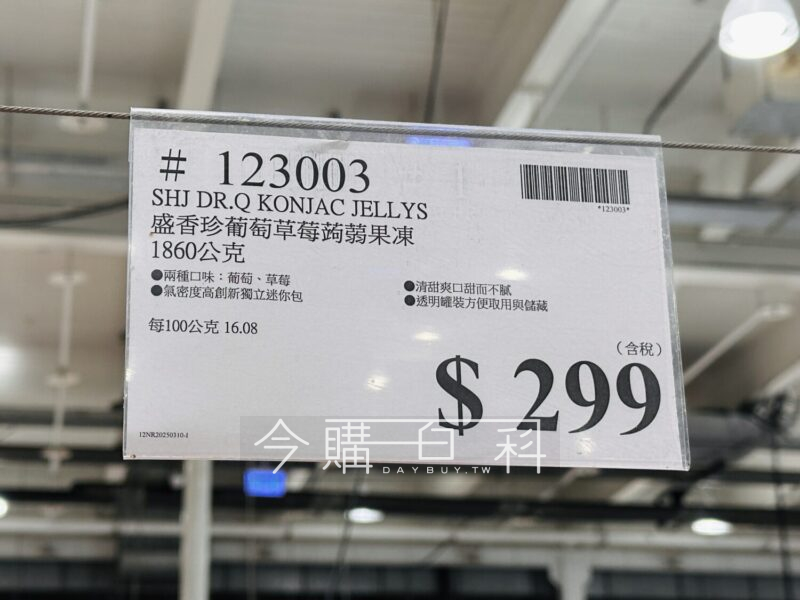 # 123003
*123003*
SHJ DR.Q KONJAC JELLYS
盛香珍葡萄草莓蒟蒻果凍
1860公克
●兩種口味：葡萄、草莓
●氣密度高創新獨立迷你包
●清甜爽口甜而不膩
●透明罐裝方便取用與儲藏
每100公克 16.08
（含稅）
$ 299
12NR20250310-I
今購百科
DAYBUY.TW